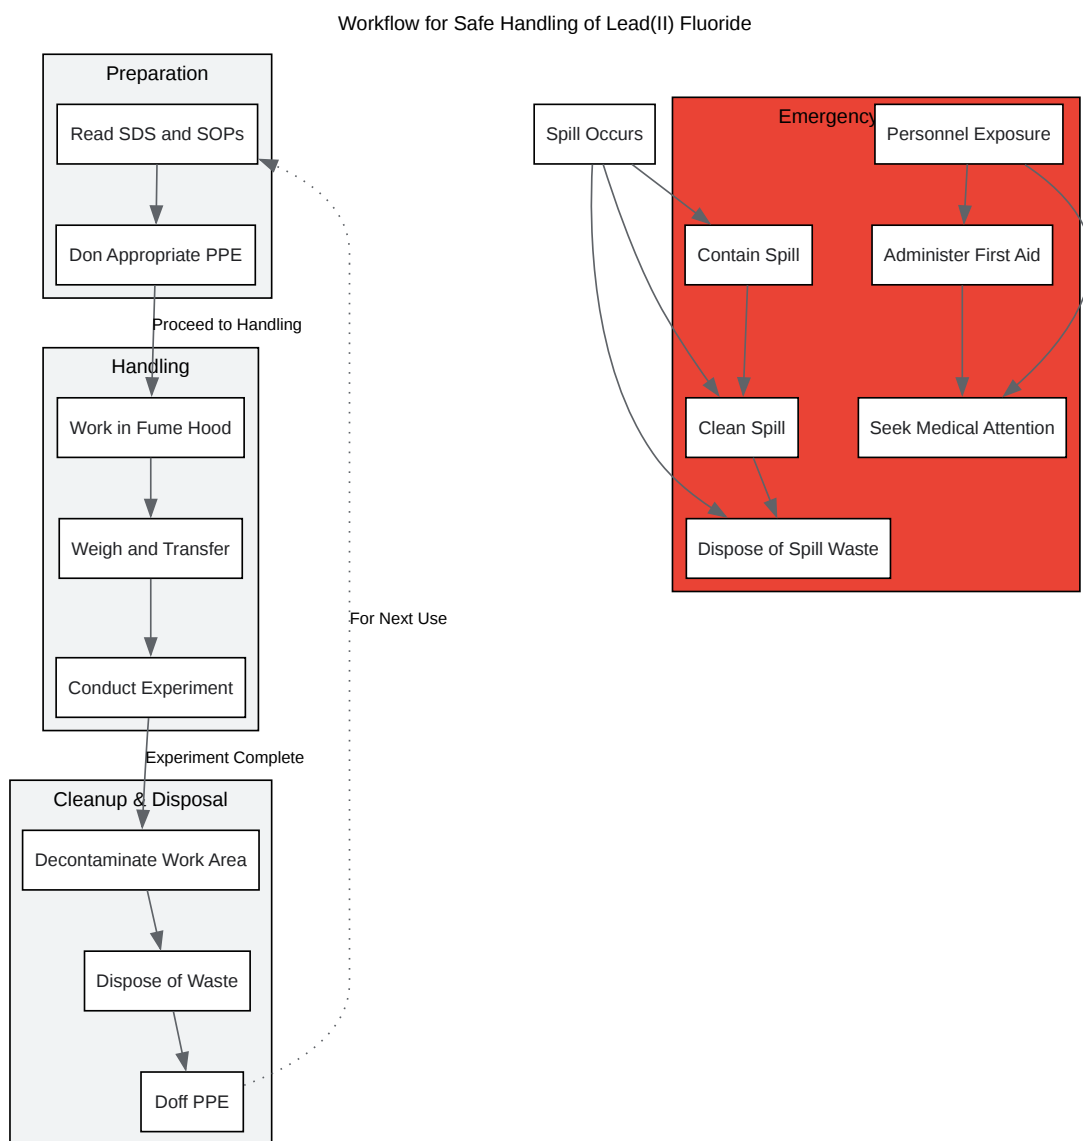 Workflow for Safe Handling of Lead(II) Fluoride
Preparation
Read SDS and SOPs
Don Appropriate PPE
Proceed to Handling
Handling
Work in Fume Hood
Weigh and Transfer
Conduct Experiment
Experiment Complete
Cleanup & Disposal
Decontaminate Work Area
Dispose of Waste
Doff PPE
For Next Use
Spill Occurs
Emergency
Personnel Exposure
Contain Spill
Administer First Aid
Clean Spill
Seek Medical Attention
Dispose of Spill Waste